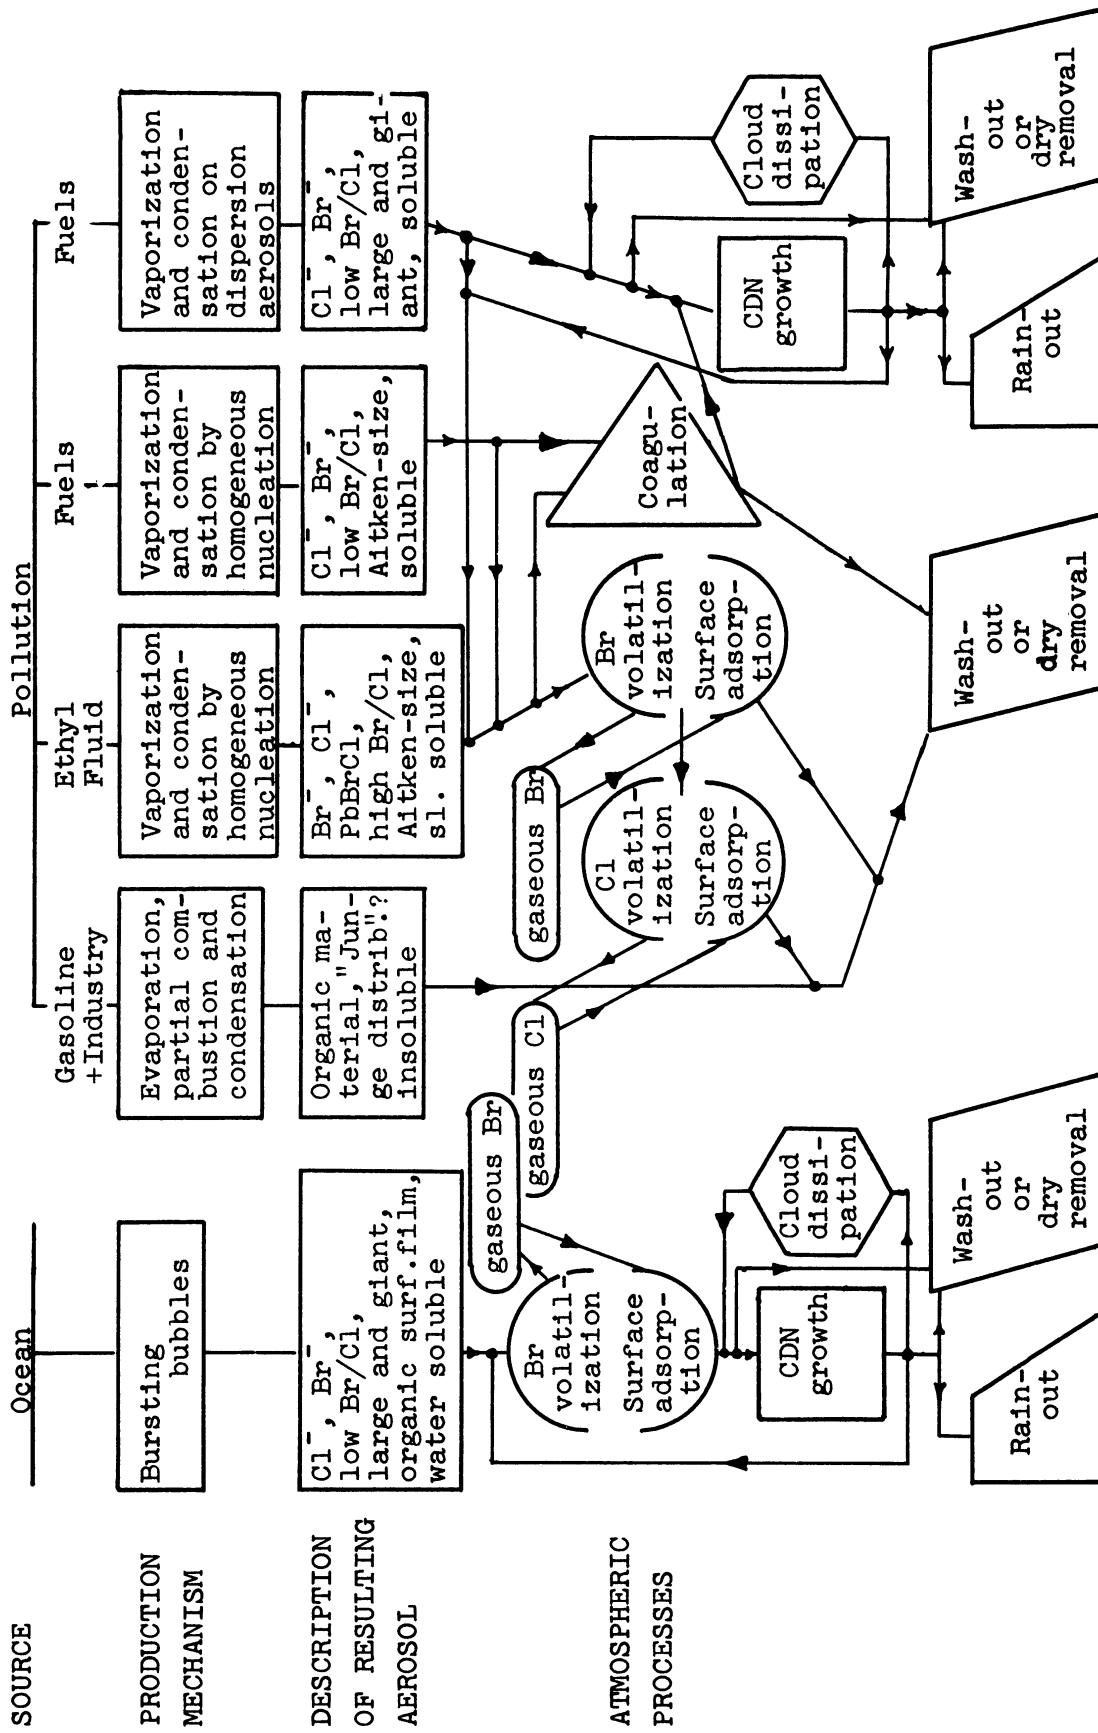 SOURCE
Ocean
Pollution
Gasoline
+Industry
Ethyl
Fluid
Fuels
Fuels
PRODUCTION
MECHANISM
Bursting
bubbles
Evaporation,
partial com-
bustion and
condensation
Vaporization
and conden-
sation by
homogeneous
nucleation
Vaporization
and conden-
sation by
homogeneous
nucleation
Vaporization
and conden-
sation on
dispersion
aerosols
DESCRIPTION
OF RESULTING
AEROSOL
Cl⁻, Br⁻,
low Br/Cl,
large and giant,
organic surf.film,
water soluble
Organic ma-
terial,"Jun-
ge distrib".?
insoluble
Br⁻, Cl⁻,
PbBrCl,
high Br/Cl,
Aitken-size,
sl. soluble
Cl⁻, Br⁻,
low Br/Cl,
Aitken-size,
soluble
Cl⁻, Br⁻,
low Br/Cl,
large and gi-
ant, soluble
ATMOSPHERIC
PROCESSES
gaseous Br
gaseous Cl
gaseous Br
Br
volatil-
ization
Surface
adsorp-
tion
Cl
volatil-
ization
Surface
adsorp-
tion
Br
volatil-
ization
Surface
adsorp-
tion
Coagu-
lation
CDN
growth
Cloud
dissi-
pation
CDN
growth
Cloud
dissi-
pation
Rain-
out
Wash-
out
or
dry
removal
Wash-
out
or
dry
removal
Rain-
out
Wash-
out
or
dry
removal